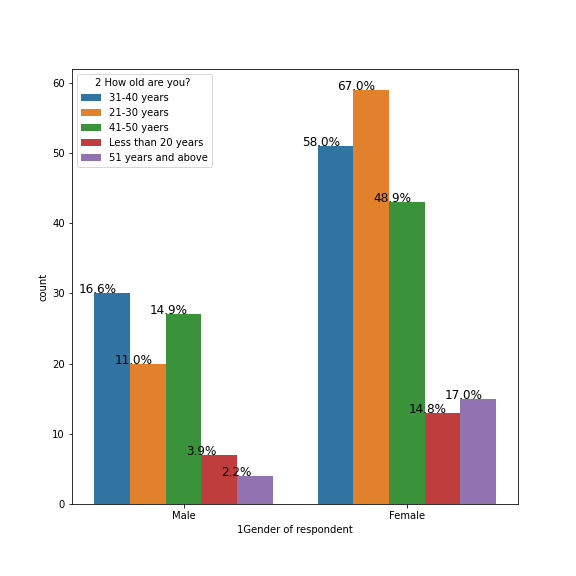 2 How old are you?
31-40 years
21-30 years
41-50 yaers
Less than 20 years
51 years and above
count
60
50
40
30
20
10
0
16.6%
11.0%
14.9%
3.9%
2.2%
58.0%
67.0%
48.9%
14.8%
17.0%
Male
Female
1Gender of respondent